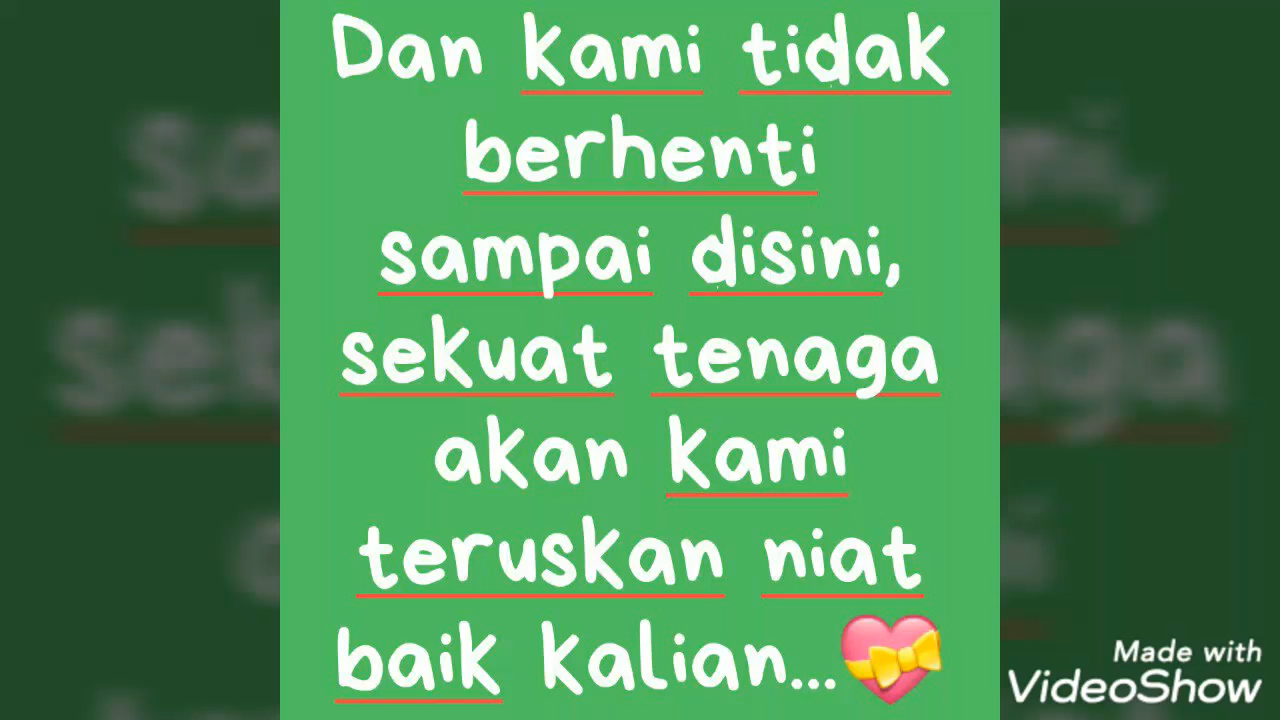 Dan kami tidak
berhenti
sampai disini,
sekuat tenaga
akan kami
teruskan niat
baik kalian...💝
Made with
VideoShow